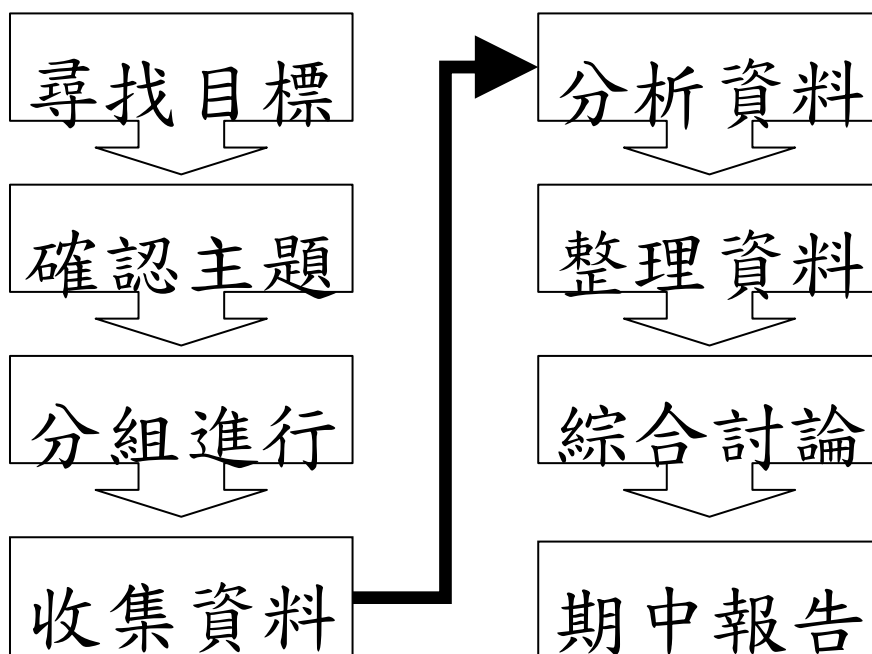 尋找目標
確認主題
分組進行
收集資料
分析資料
整理資料
綜合討論
期中報告